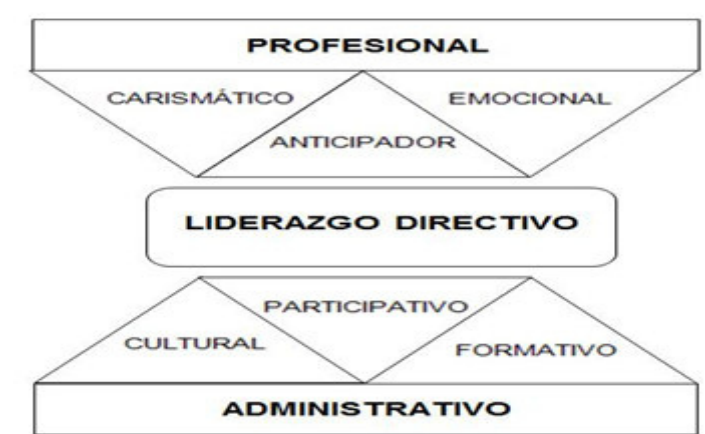 PROFESIONAL
CARISMÁTICO
EMOCIONAL
ANTICIPADOR
LIDERAZGO DIRECTIVO
PARTICIPATIVO
CULTURAL
FORMATIVO
ADMINISTRATIVO